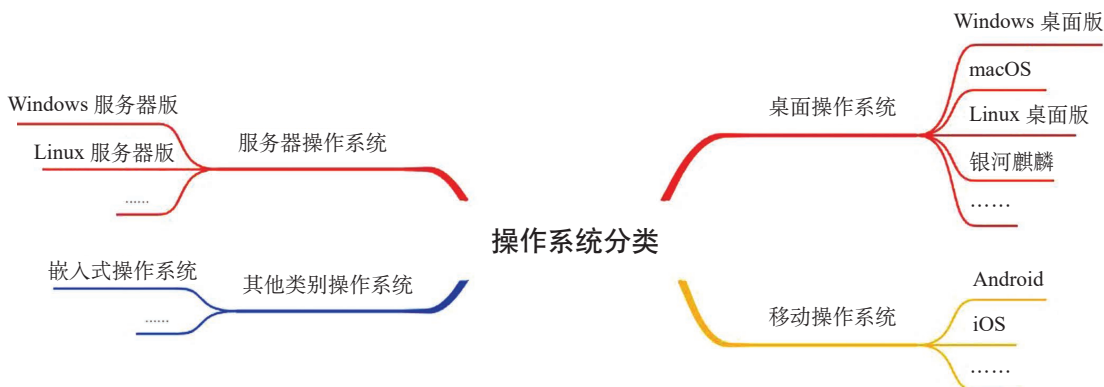 操作系统分类
桌面操作系统
Windows 桌面版
macOS
Linux 桌面版
银河麒麟
……
移动操作系统
Android
iOS
……
服务器操作系统
Windows 服务器版
Linux 服务器版
……
其他类别操作系统
嵌入式操作系统
……